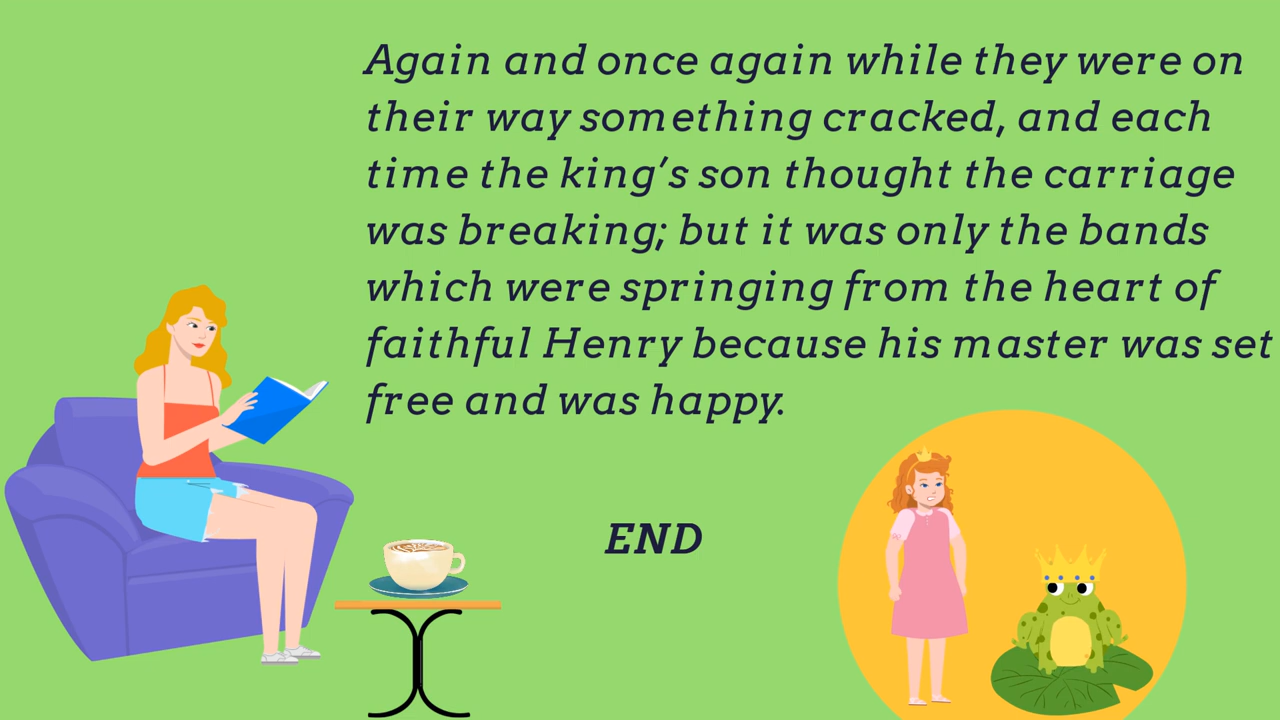 Again and once again while they were on
their way something cracked, and each
time the king’s son thought the carriage
was breaking; but it was only the bands
which were springing from the heart of
faithful Henry because his master was set
free and was happy.
END